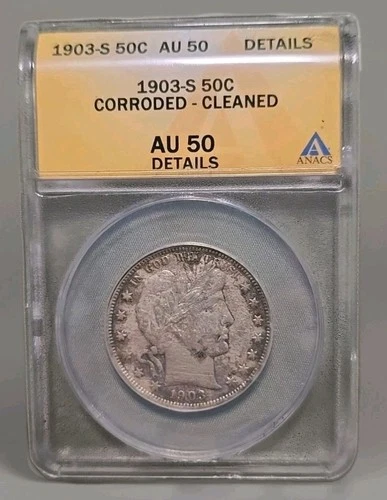 1903-S 50C AU 50 DETAILS
1903-S 50C
CORRODED - CLEANED
AU 50
DETAILS
ANACS
IN GOD WE TRUST
1903